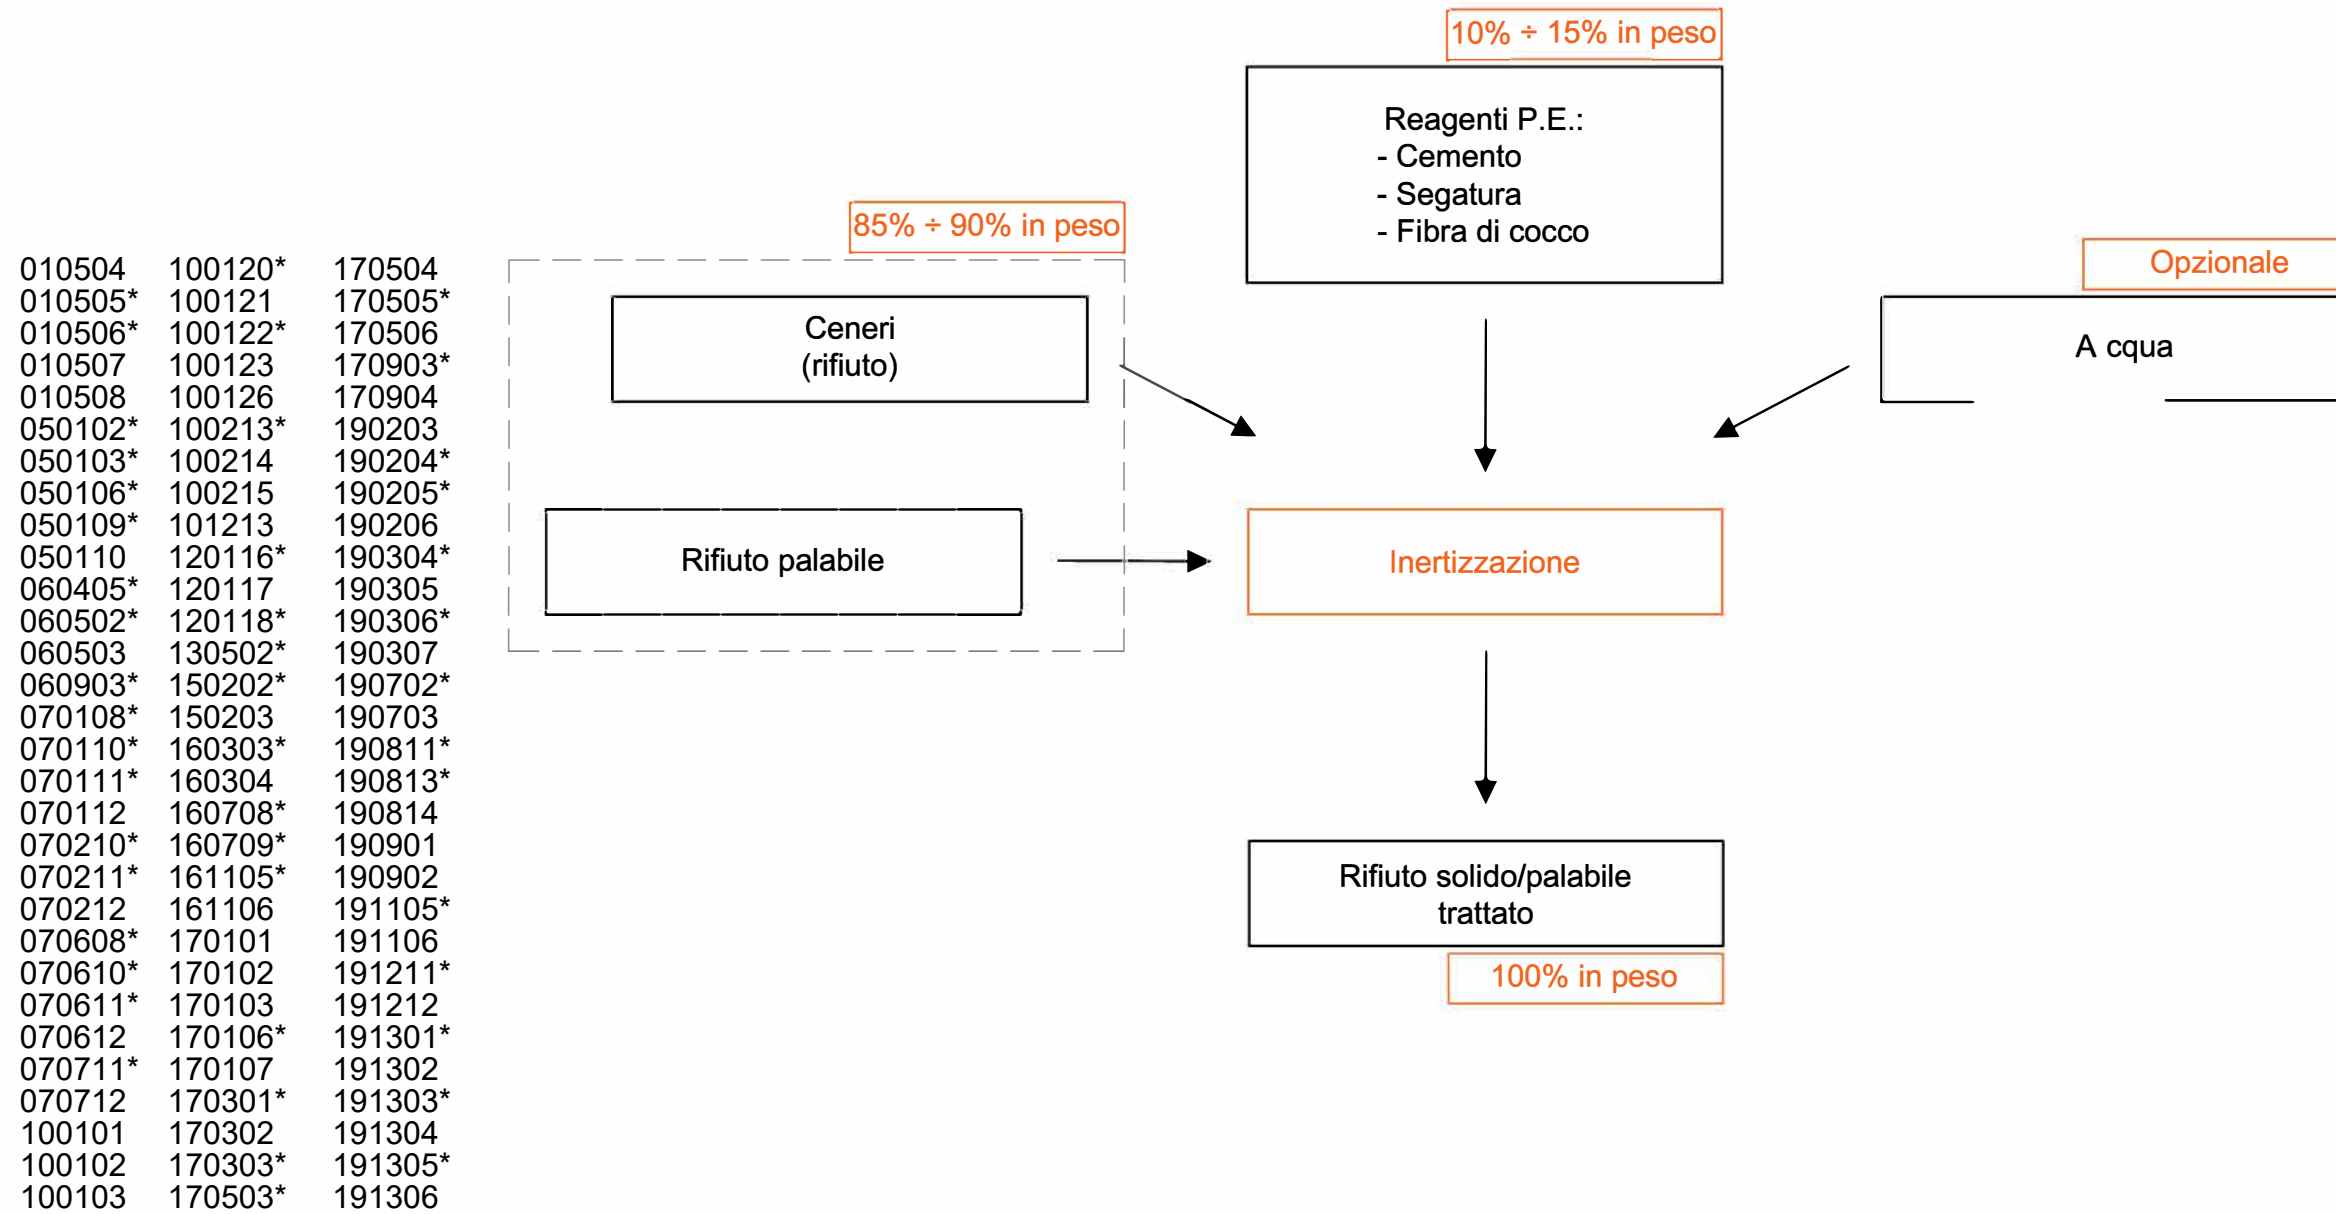 10% ÷ 15% in peso
Reagenti P.E.:
- Cemento
- Segatura
- Fibra di cocco
85% ÷ 90% in peso
Opzionale
Ceneri
(rifiuto)
A cqua
Rifiuto palabile
Inertizzazione
Rifiuto solido/palabile
trattato
100% in peso
010504 100120* 170504
010505* 100121 170505*
010506* 100122* 170506
010507 100123 170903*
010508 100126 170904
050102* 100213* 190203
050103* 100214 190204*
050106* 100215 190205*
050109* 101213 190206
050110 120116* 190304*
060405* 120117 190305
060502* 120118* 190306*
060503 130502* 190307
060903* 150202* 190702*
070108* 150203 190703
070110* 160303* 190811*
070111* 160304 190813*
070112 160708* 190814
070210* 160709* 190901
070211* 161105* 190902
070212 161106 191105*
070608* 170101 191106
070610* 170102 191211*
070611* 170103 191212
070612 170106* 191301*
070711* 170107 191302
070712 170301* 191303*
100101 170302 191304
100102 170303* 191305*
100103 170503* 191306